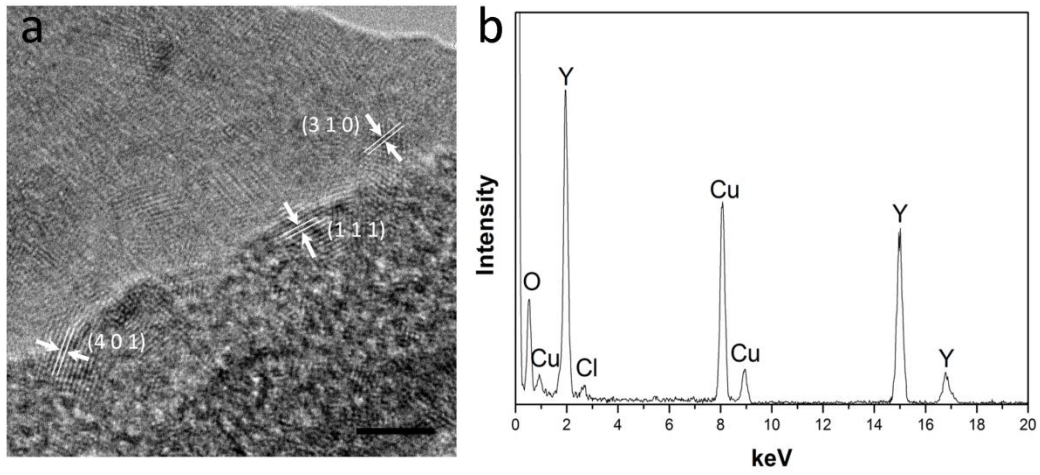 a
(3 1 0)
(1 1 1)
(4 0 1)
b
Intensity
O
Cu
Y
Cl
Cu
Cu
Y
Y
0 2 4 6 8 10 12 14 16 18 20
keV